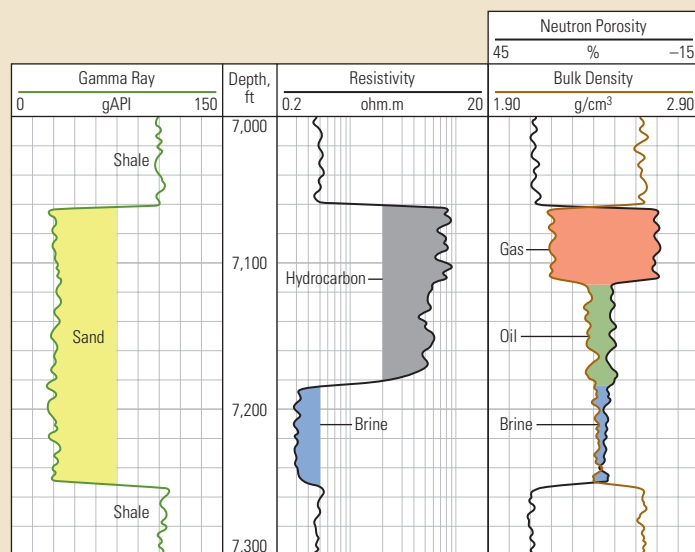 Neutron Porosity
45 % –15
Gamma Ray
0 gAPI 150
Depth,
ft
Resistivity
0.2 ohm.m 20
Bulk Density
1.90 g/cm³ 2.90
7,000
Shale
Gas
7,100
Hydrocarbon
Sand
Oil
7,200
Brine
Brine
Shale
7,300